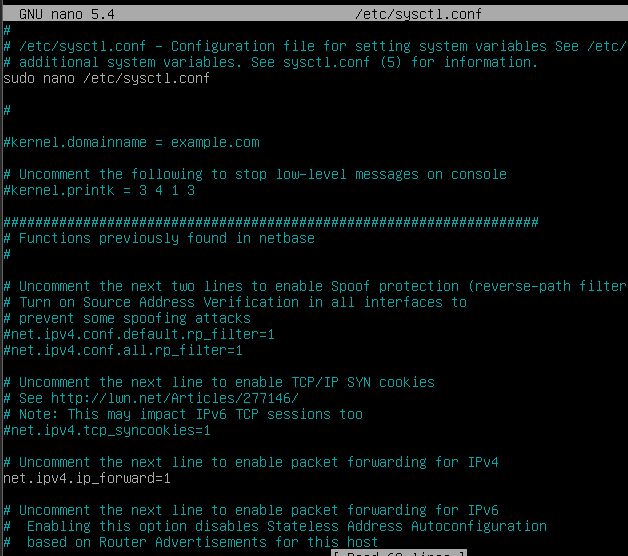 GNU nano 5.4 /etc/sysctl.conf
#
# /etc/sysctl.conf - Configuration file for setting system variables See /etc/
# additional system variables. See sysctl.conf (5) for information.
sudo nano /etc/sysctl.conf
#
#kernel.domainname = example.com
# Uncomment the following to stop low-level messages on console
#kernel.printk = 3 4 1 3
###################################################################
# Functions previously found in netbase
#
# Uncomment the next two lines to enable Spoof protection (reverse-path filter
# Turn on Source Address Verification in all interfaces to
# prevent some spoofing attacks
#net.ipv4.conf.default.rp_filter=1
#net.ipv4.conf.all.rp_filter=1
# Uncomment the next line to enable TCP/IP SYN cookies
# See http://lwn.net/Articles/277146/
# Note: This may impact IPv6 TCP sessions too
#net.ipv4.tcp_syncookies=1
# Uncomment the next line to enable packet forwarding for IPv4
net.ipv4.ip_forward=1
# Uncomment the next line to enable packet forwarding for IPv6
#  Enabling this option disables Stateless Address Autoconfiguration
#  based on Router Advertisements for this host
[ Read 68 lines ]